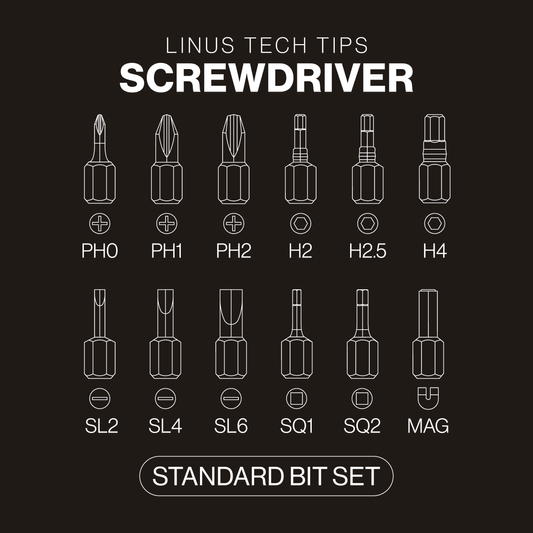 LINUS TECH TIPS
SCREWDRIVER
PH0 PH1 PH2 H2 H2.5 H4
SL2 SL4 SL6 SQ1 SQ2 MAG
STANDARD BIT SET